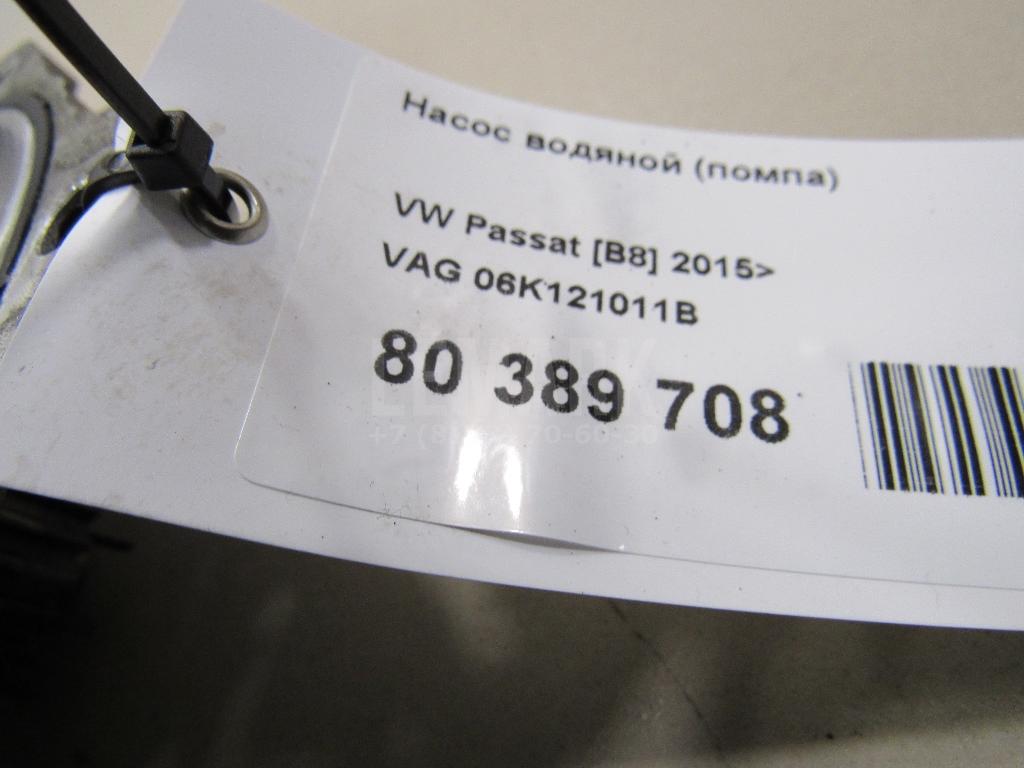 Насос водяной (помпа)
VW Passat [B8] 2015>
VAG 06K121011B
80 389 708